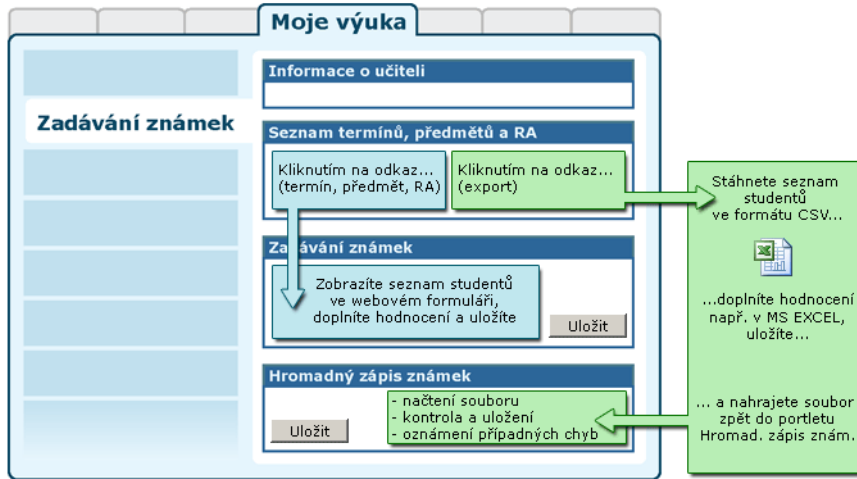 Moje výuka
Zadávání známek
Informace o učiteli
Seznam termínů, předmětů a RA
Kliknutím na odkaz...
(termín, předmět, RA)
Kliknutím na odkaz...
(export)
Zadávání známek
Zobrazíte seznam studentů
ve webovém formuláři,
doplníte hodnocení a uložíte
Uložit
Hromadný zápis známek
- načtení souboru
- kontrola a uložení
- oznámení případných chyb
Uložit
Stáhnete seznam
studentů
ve formátu CSV...
...doplníte hodnocení
např. v MS EXCEL,
uložíte...
... a nahrajete soubor
zpět do portletu
Hromad. zápis znám.